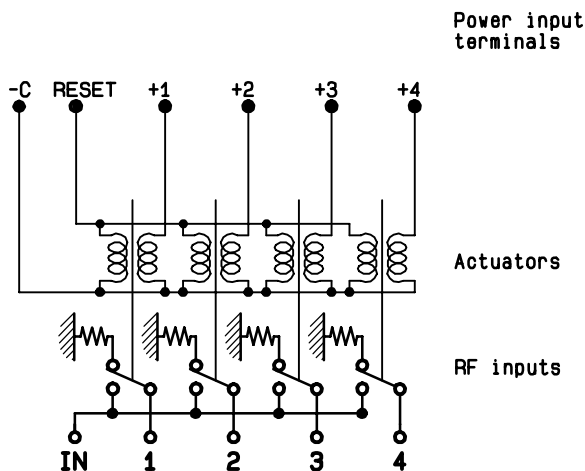 Power input
terminals
-C RESET +1 +2 +3 +4
Actuators
RF inputs
IN 1 2 3 4